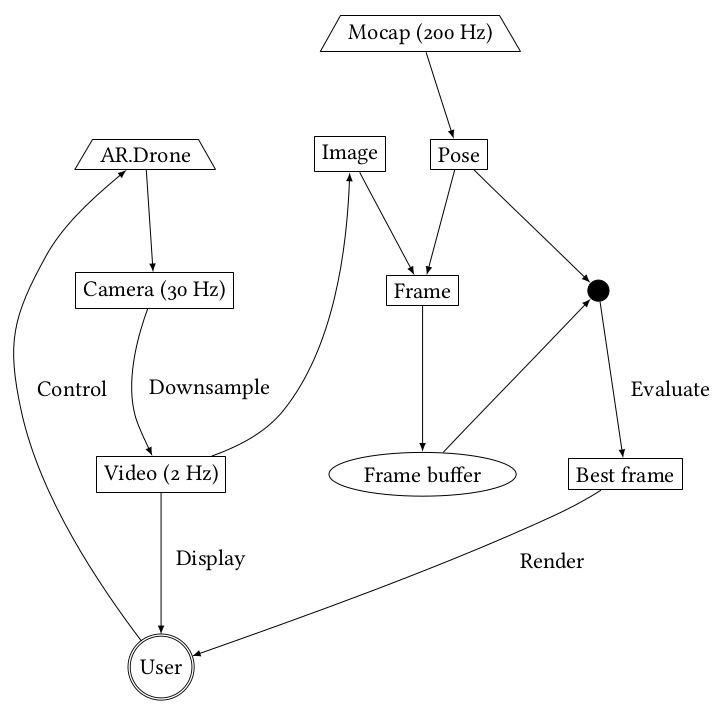 Mocap (200 Hz)
AR.Drone
Image
Pose
Camera (30 Hz)
Frame
Control
Downsample
Evaluate
Video (2 Hz)
Frame buffer
Best frame
Display
Render
User